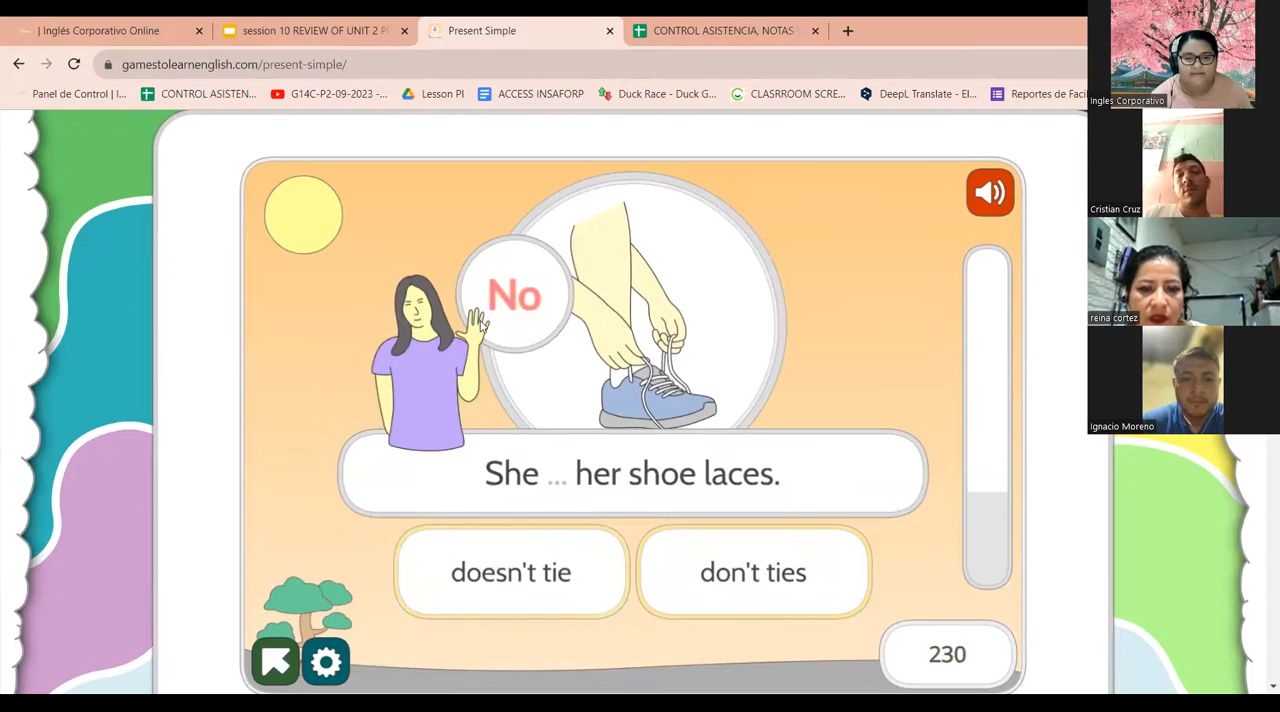 | Inglés Corporativo Online
session 10 REVIEW OF UNIT 2 P
Present Simple
CONTROL ASISTENCIA, NOTAS
gamestolearnenglish.com/present-simple/
Panel de Control | I...
CONTROL ASISTEN...
G14C-P2-09-2023 -...
Lesson Pl
ACCESS INSAFORP
Duck Race - Duck G...
CLASRROOM SCRE...
DeepL Translate - El...
Reportes de Facil
Ingles Corporativo
Cristian Cruz
reina cortez
Ignacio Moreno
No
She ... her shoe laces.
doesn't tie
don't ties
230